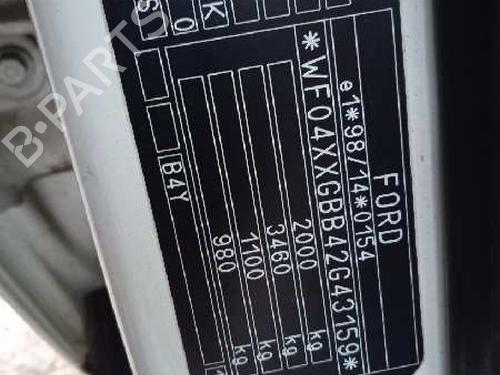 FORD
e1*98/14*0154
*WF04XXGBB42G43159*
2000 kg
3460 kg
1100 kg
980 kg
B4Y
K
S
0
B-PARTS